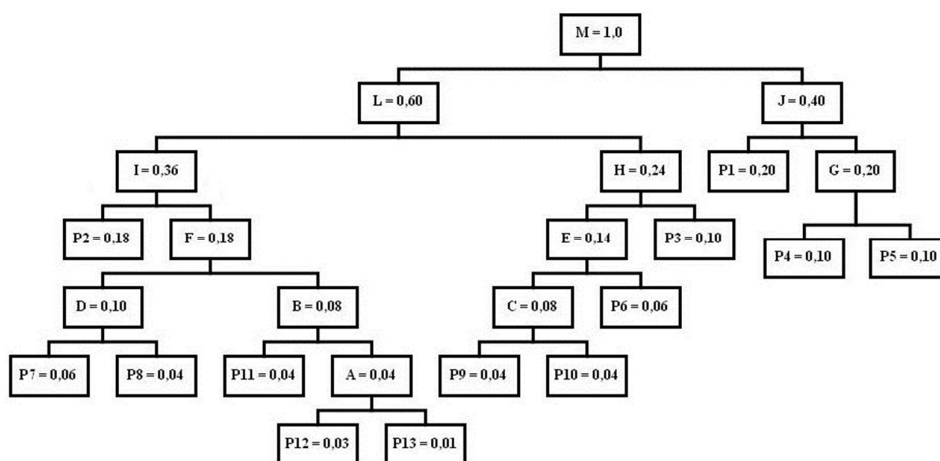 M = 1,0
L = 0,60
J = 0,40
I = 0,36
H = 0,24
P1 = 0,20
G = 0,20
P2 = 0,18
F = 0,18
E = 0,14
P3 = 0,10
P4 = 0,10
P5 = 0,10
D = 0,10
B = 0,08
C = 0,08
P6 = 0,06
P7 = 0,06
P8 = 0,04
P11 = 0,04
A = 0,04
P9 = 0,04
P10 = 0,04
P12 = 0,03
P13 = 0,01